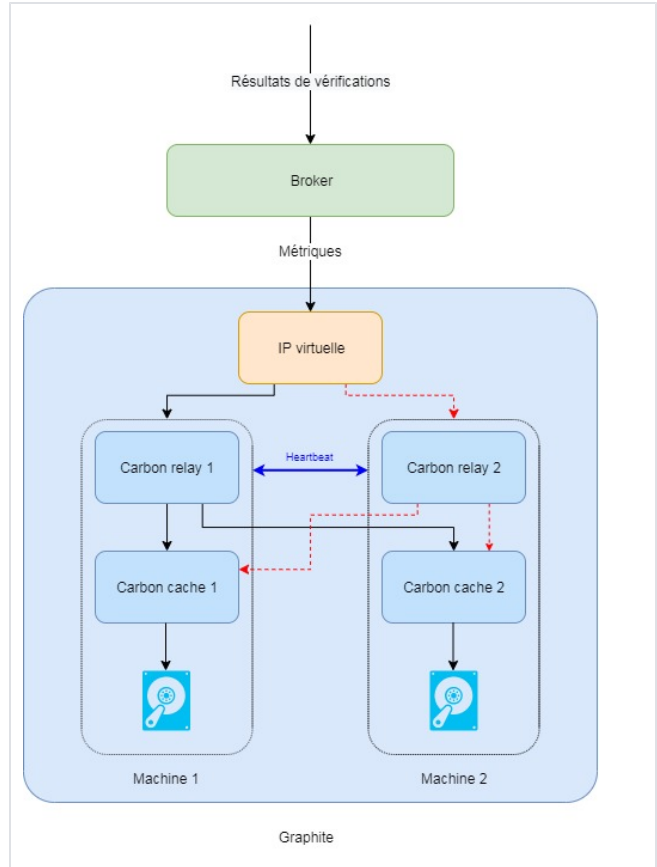 Résultats de vérifications
Broker
Métriques
IP virtuelle
Carbon relay 1
Heartbeat
Carbon relay 2
Carbon cache 1
Carbon cache 2
Machine 1
Machine 2
Graphite